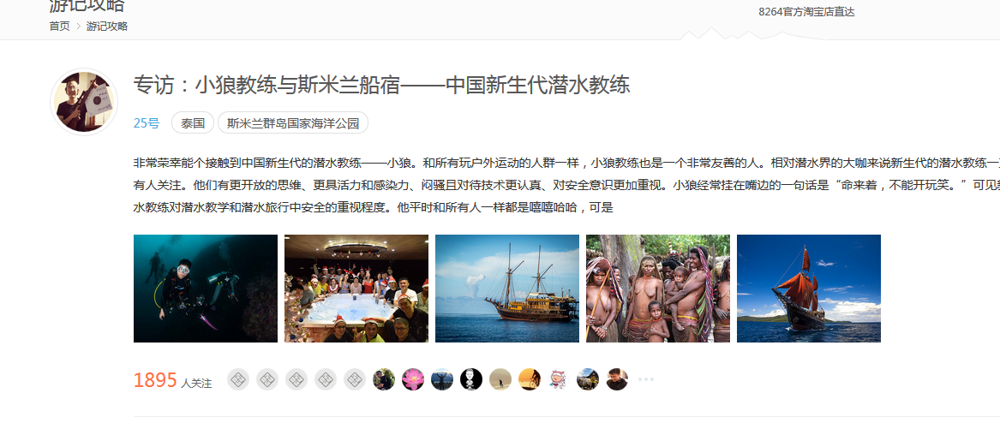 游记攻略
8264官方淘宝店直达
首页 > 游记攻略
专访：小狼教练与斯米兰船宿——中国新生代潜水教练
25号 泰国 斯米兰群岛国家海洋公园
非常荣幸能个接触到中国新生代的潜水教练——小狼。和所有玩户外运动的人群一样，小狼教练也是一个非常友善的人。相对潜水界的大咖来说新生代的潜水教练一
有人关注。他们有更开放的思维、更具活力和感染力、闷骚且对待技术更认真、对安全意识更加重视。小狼经常挂在嘴边的一句话是“命来着，不能开玩笑。”可见
水教练对潜水教学和潜水旅行中安全的重视程度。他平时和所有人一样都是嘻嘻哈哈，可是
1895 人关注